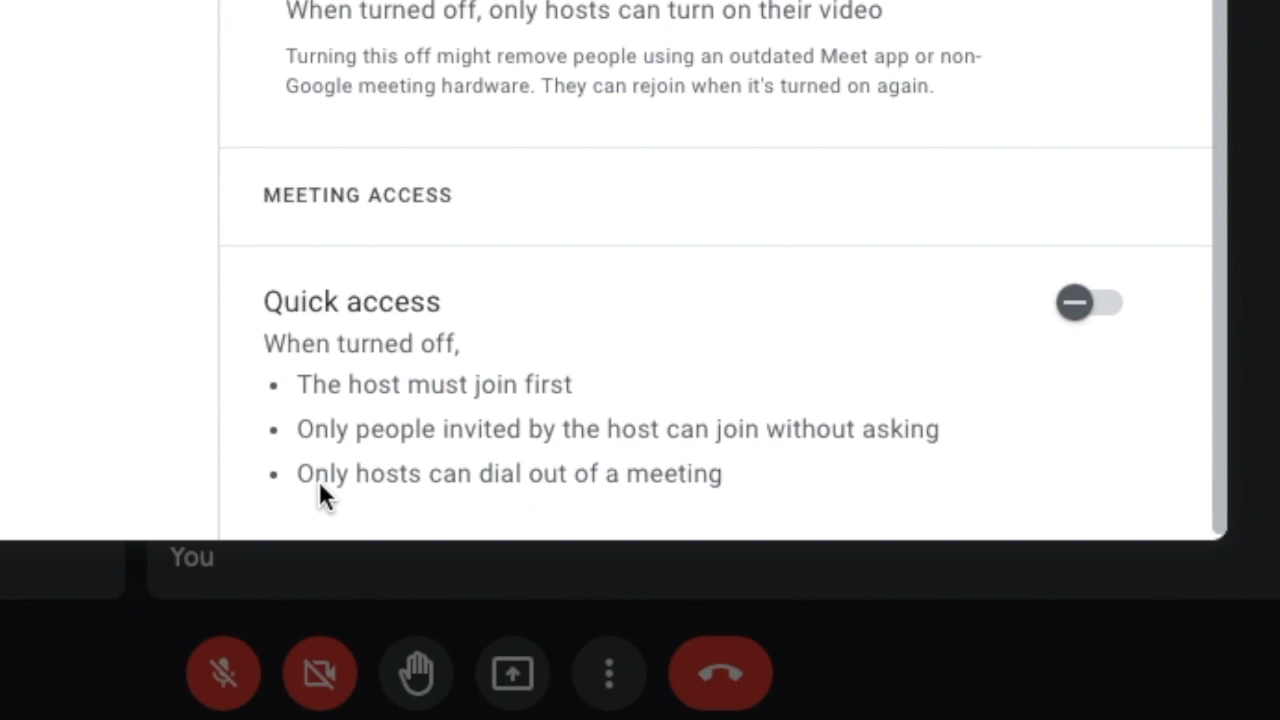 When turned off, only hosts can turn on their video
Turning this off might remove people using an outdated Meet app or non-
Google meeting hardware. They can rejoin when it's turned on again.
MEETING ACCESS
Quick access
When turned off,
• The host must join first
• Only people invited by the host can join without asking
• Only hosts can dial out of a meeting
You